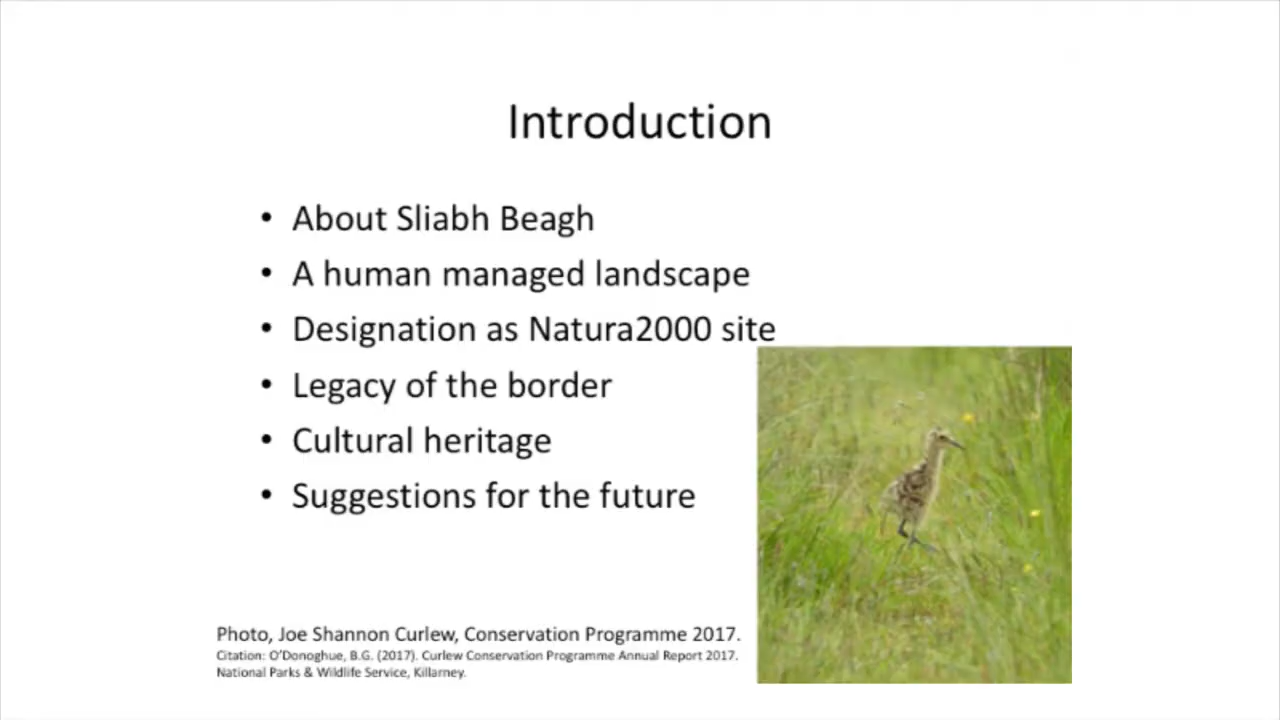 Introduction
• About Sliabh Beagh
• A human managed landscape
• Designation as Natura2000 site
• Legacy of the border
• Cultural heritage
• Suggestions for the future
Photo, Joe Shannon Curlew, Conservation Programme 2017.
Citation: O’Donoghue, B.G. (2017). Curlew Conservation Programme Annual Report 2017.
National Parks & Wildlife Service, Killarney.